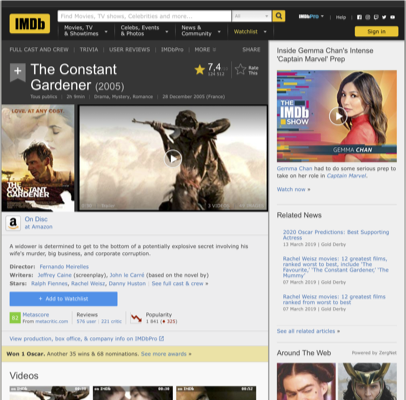 IMDb
Find Movies, TV shows, Celebrities and more...
All
IMDbPro
Help
Movies, TV
& Showtimes
Celebs, Events
& Photos
News &
Community
Watchlist
Sign in
FULL CAST AND CREW | TRIVIA | USER REVIEWS | IMDbPro | MORE
SHARE
The Constant
Gardener (2005)
7,4
Rate
This
Tous publics | 2h 9min | Drama, Mystery, Romance | 28 December 2005 (France)
LOVE. AT ANY COST.
THE CONSTANT
GARDENER
On Disc
at Amazon
A widower is determined to get to the bottom of a potentially explosive secret involving his
wife's murder, big business, and corporate corruption.
Director: Fernando Meirelles
Writers: Jeffrey Caine (screenplay), John le Carré (based on the novel by)
Stars: Ralph Fiennes, Rachel Weisz, Danny Huston | See full cast & crew »
+ Add to Watchlist
Metascore
From metacritic.com
Reviews
576 user | 221 critic
Popularity
View production, box office, & company info on IMDbPro
Won 1 Oscar. Another 35 wins & 68 nominations. See more awards »
Videos
Inside Gemma Chan's Intense
'Captain Marvel' Prep
THE
IMDb
SHOW
GEMMA CHAN
Gemma Chan had to do some serious prep to
take on her role in Captain Marvel.
Watch now »
Related News
2020 Oscar Predictions: Best Supporting
Actress
13 March 2019 | Gold Derby
Rachel Weisz movies: 12 greatest films,
ranked worst to best, include 'The
Favourite,' 'The Constant Gardener,' 'The
Mummy'
07 March 2019 | Gold Derby
Rachel Weisz movies: 12 greatest films
ranked from worst to best
07 March 2019 | Gold Derby
See all related articles »
Around The Web
Powered by ZergNet